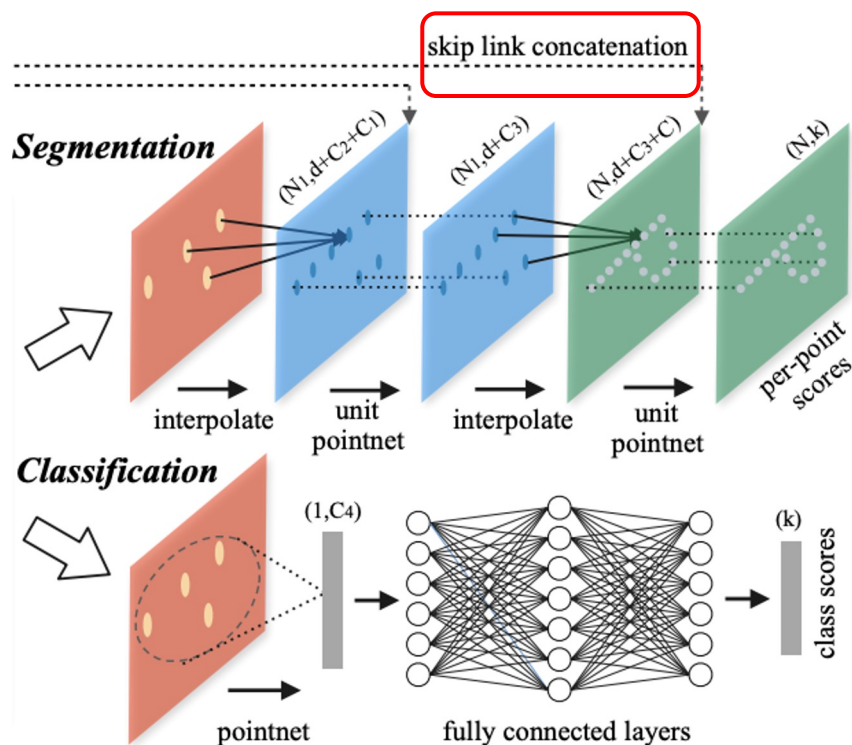 skip link concatenation
Segmentation
(N₁,d+C₂+C₁)
(N₁,d+C₃)
(N,d+C₃+C)
(N,k)
per-point
scores
interpolate
unit
pointnet
interpolate
unit
pointnet
Classification
(1,C₄)
(k)
class scores
pointnet
fully connected layers